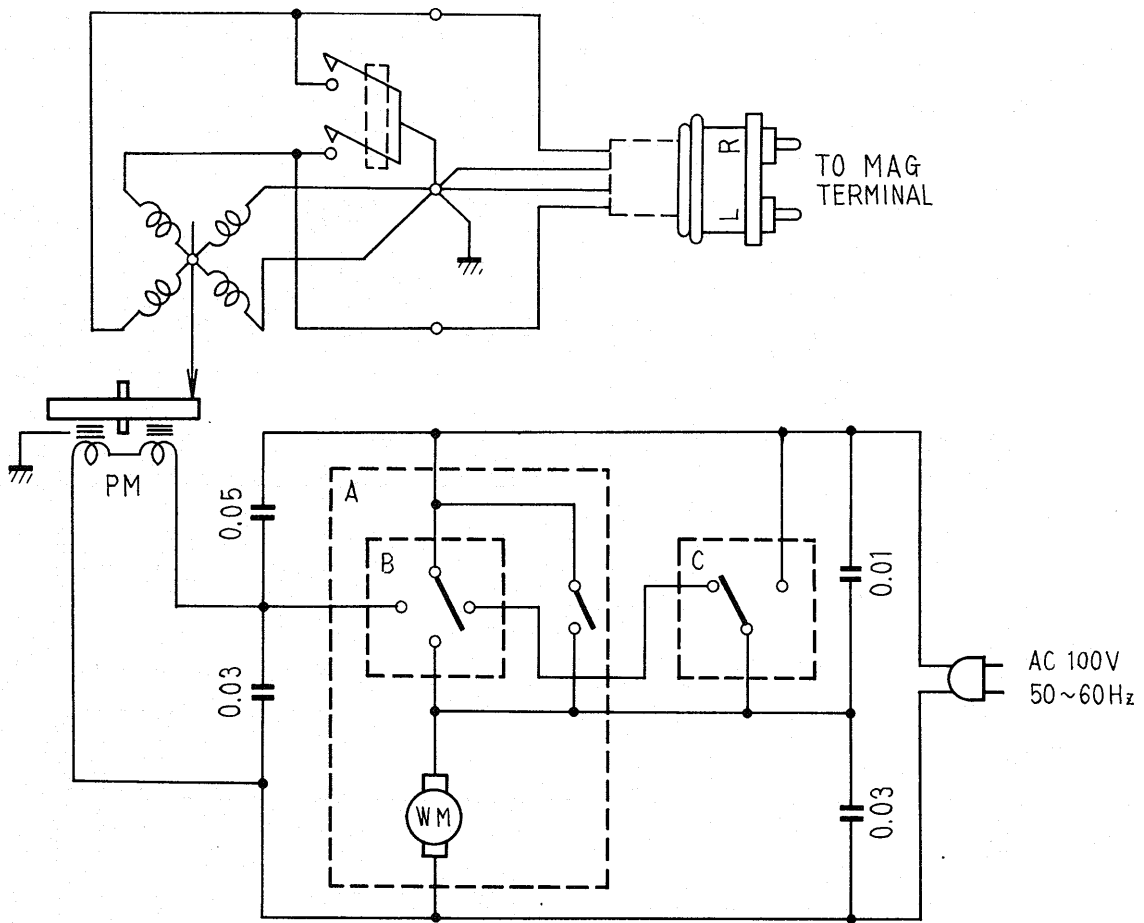 R
L
TO MAG
TERMINAL
PM
0.05
A
B
C
0.01
0.03
AC 100V
50~60Hz
WM
0.03